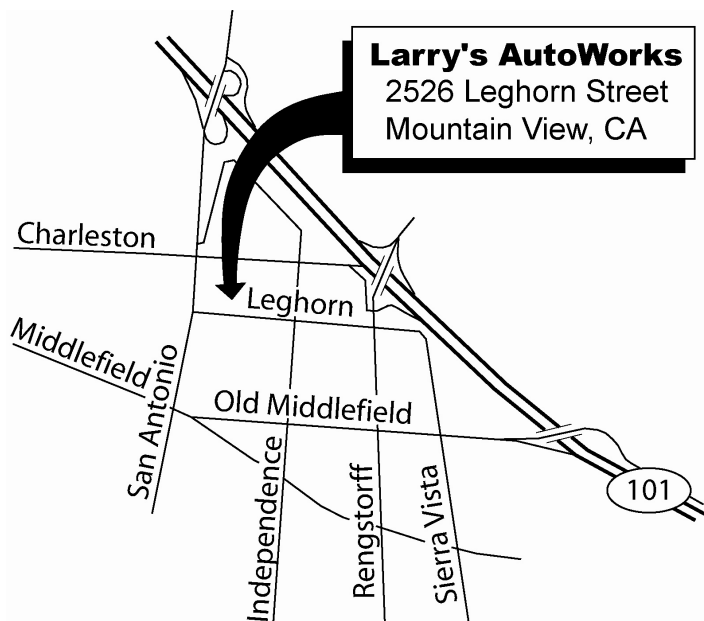 Larry's AutoWorks
2526 Leghorn Street
Mountain View, CA
Charleston
Leghorn
Middlefield
San Antonio
Old Middlefield
Independence
Rengstorff
Sierra Vista
101